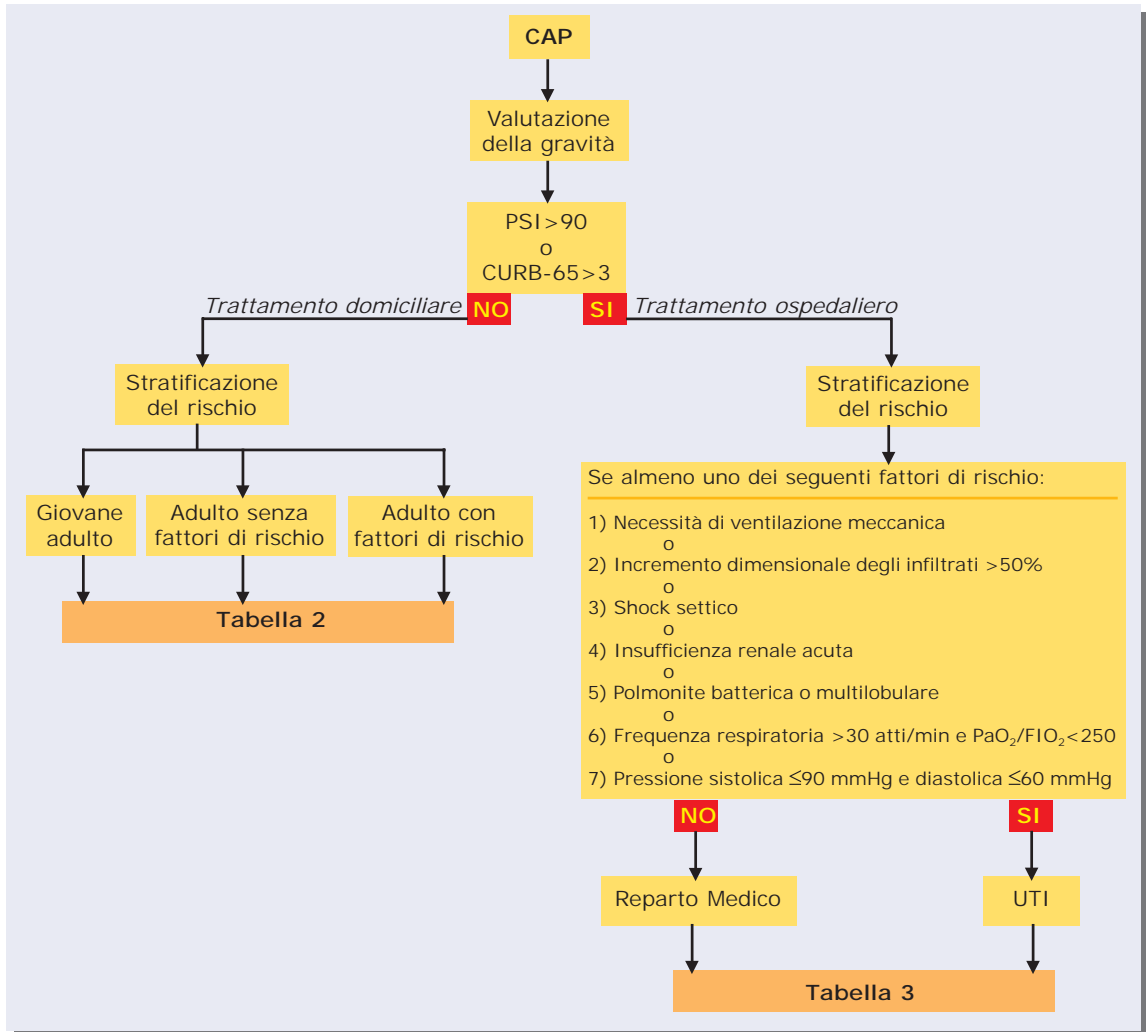 CAP
Valutazione
della gravità
PSI>90
o
CURB-65>3
Trattamento domiciliare NO SI Trattamento ospedaliero
Stratificazione
del rischio
Giovane
adulto
Adulto senza
fattori di rischio
Adulto con
fattori di rischio
Tabella 2
Stratificazione
del rischio
Se almeno uno dei seguenti fattori di rischio:
1) Necessità di ventilazione meccanica
o
2) Incremento dimensionale degli infiltrati >50%
o
3) Shock settico
o
4) Insufficienza renale acuta
o
5) Polmonite batterica o multilobulare
o
6) Frequenza respiratoria >30 atti/min e PaO₂/FIO₂<250
o
7) Pressione sistolica ≤90 mmHg e diastolica ≤60 mmHg
NO SI
Reparto Medico UTI
Tabella 3